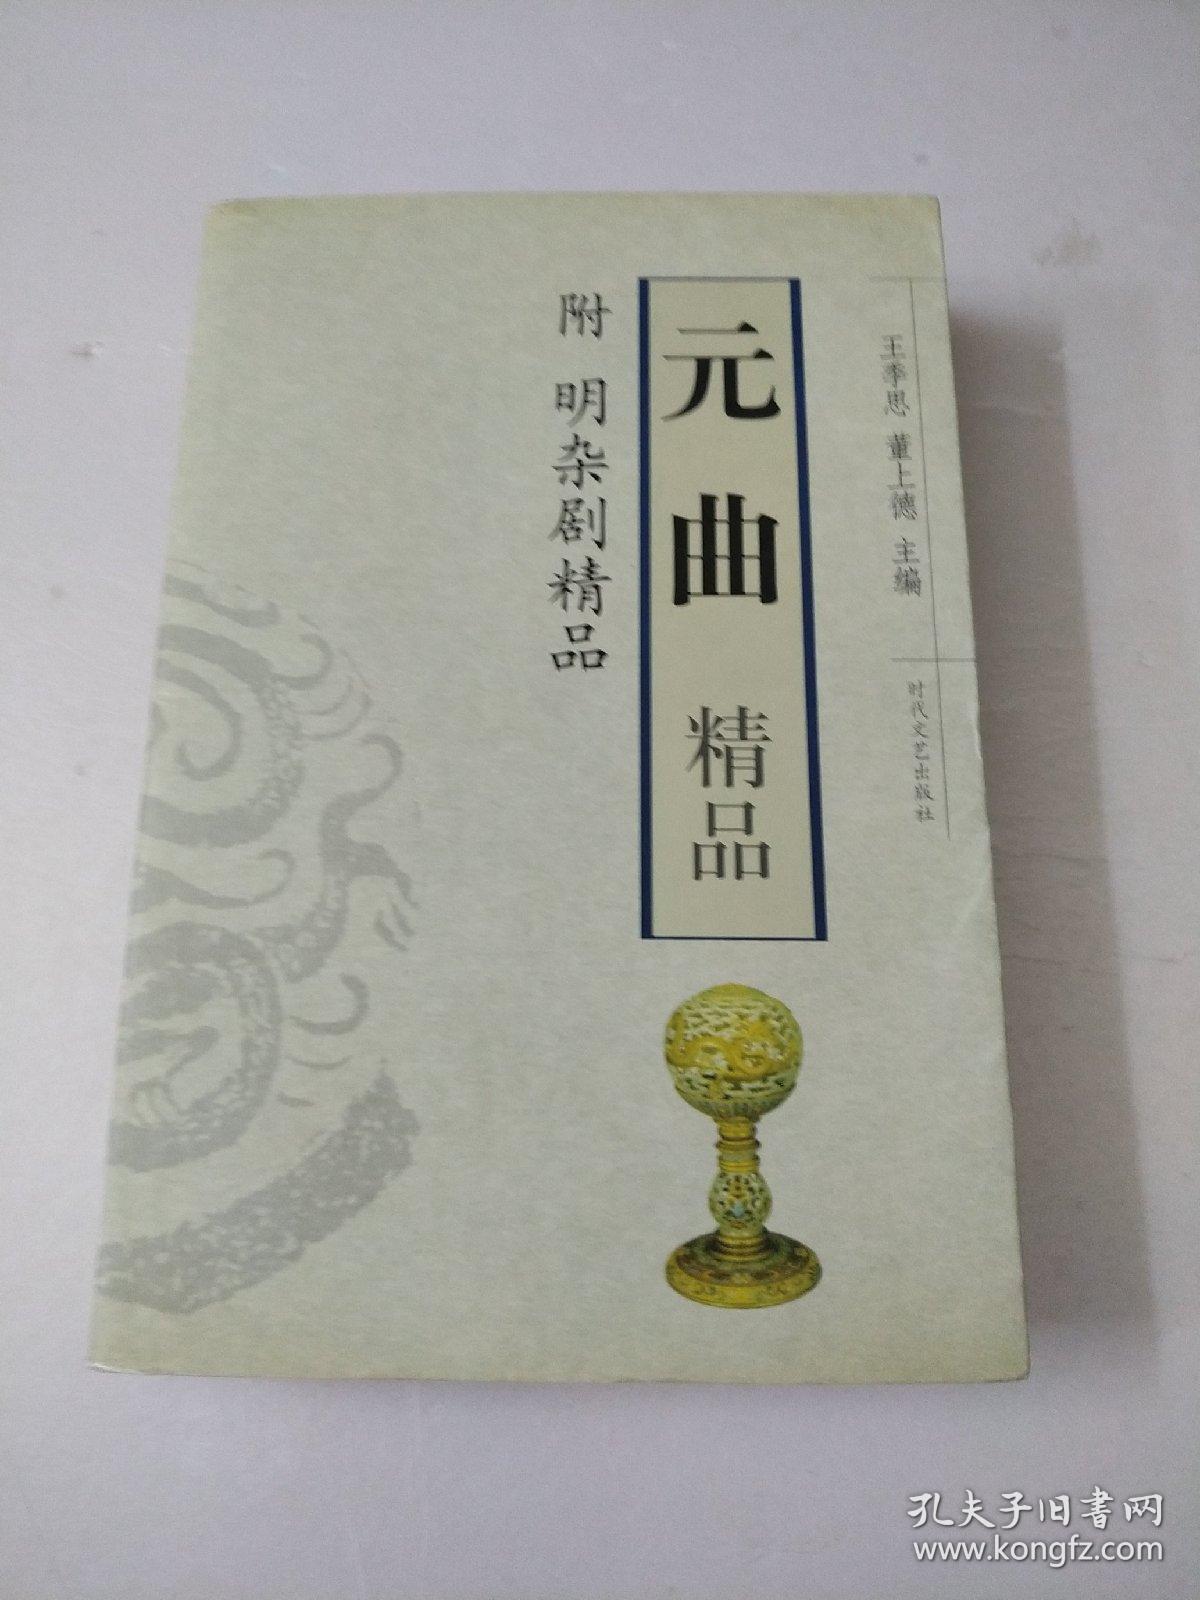 王季思 董上德 主编
时代文艺出版社
元曲精品
附 明杂剧精品
孔夫子旧书网
www.kongfz.com